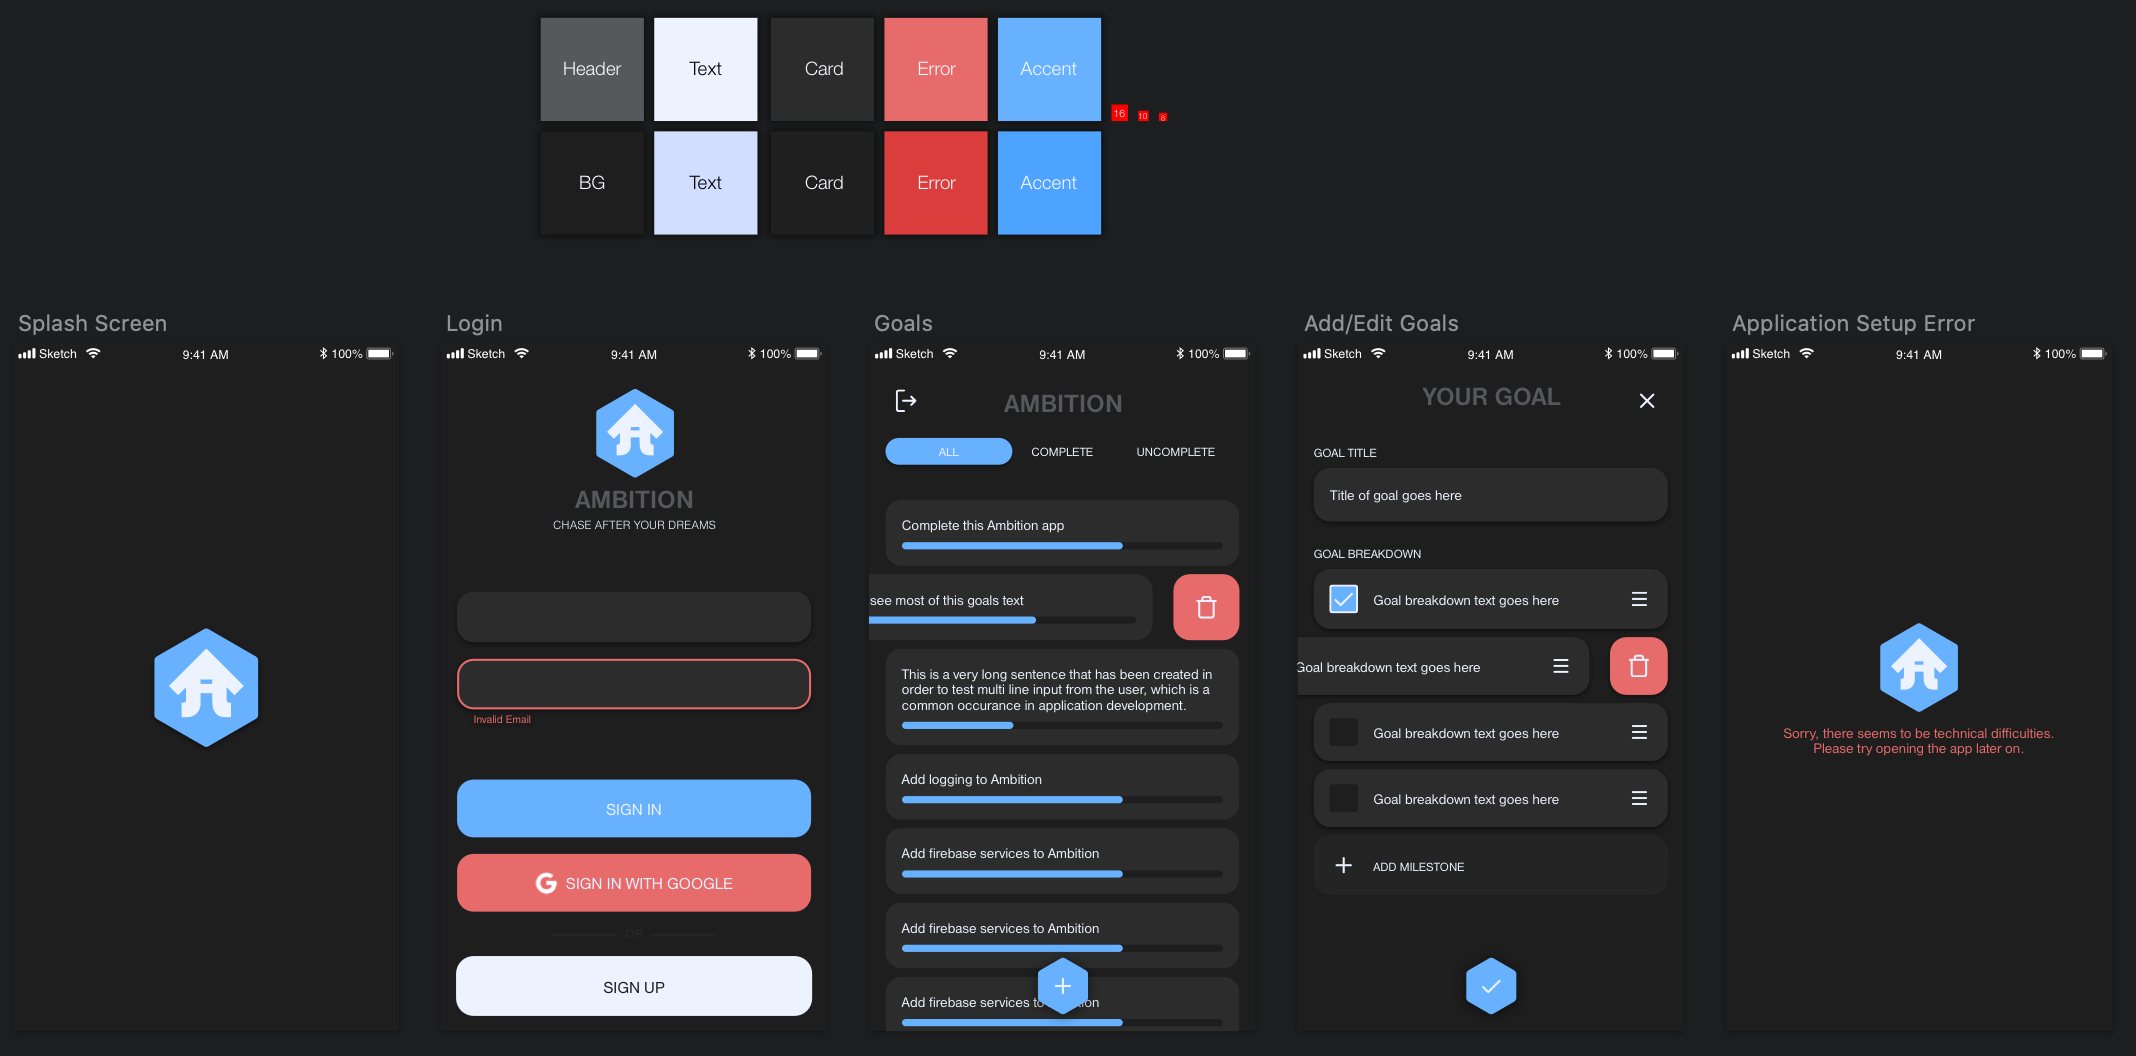 Header
Text
Card
Error
Accent
16
10
8
BG
Text
Card
Error
Accent
Splash Screen
Sketch
9:41 AM
100%
Login
Sketch
9:41 AM
100%
AMBITION
CHASE AFTER YOUR DREAMS
Invalid Email
SIGN IN
G SIGN IN WITH GOOGLE
OR
SIGN UP
Goals
Sketch
9:41 AM
100%
AMBITION
ALL
COMPLETE
UNCOMPLETE
Complete this Ambition app
see most of this goals text
This is a very long sentence that has been created in
order to test multi line input from the user, which is a
common occurance in application development.
Add logging to Ambition
Add firebase services to Ambition
Add firebase services to Ambition
Add firebase services to
Add/Edit Goals
Sketch
9:41 AM
100%
YOUR GOAL
GOAL TITLE
Title of goal goes here
GOAL BREAKDOWN
Goal breakdown text goes here
Goal breakdown text goes here
Goal breakdown text goes here
Goal breakdown text goes here
ADD MILESTONE
Application Setup Error
Sketch
9:41 AM
100%
Sorry, there seems to be technical difficulties.
Please try opening the app later on.